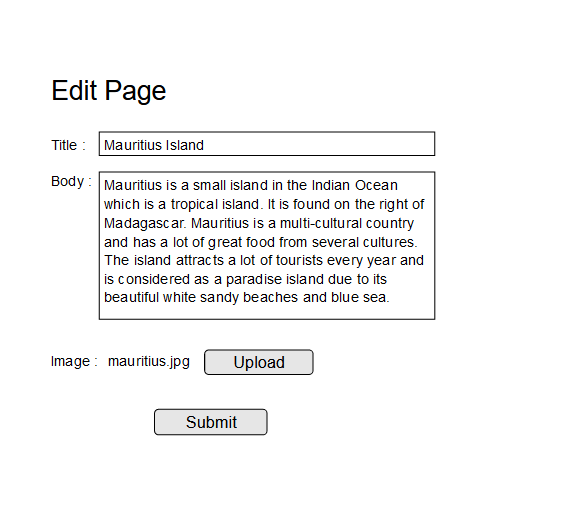 Edit Page
Title : Mauritius Island
Body : Mauritius is a small island in the Indian Ocean
which is a tropical island. It is found on the right of
Madagascar. Mauritius is a multi-cultural country
and has a lot of great food from several cultures.
The island attracts a lot of tourists every year and
is considered as a paradise island due to its
beautiful white sandy beaches and blue sea.
Image : mauritius.jpg Upload
Submit